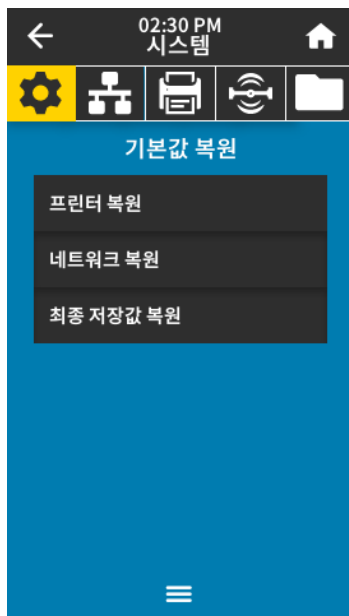 02:30 PM
시스템
기본값 복원
프린터 복원
네트워크 복원
최종 저장값 복원